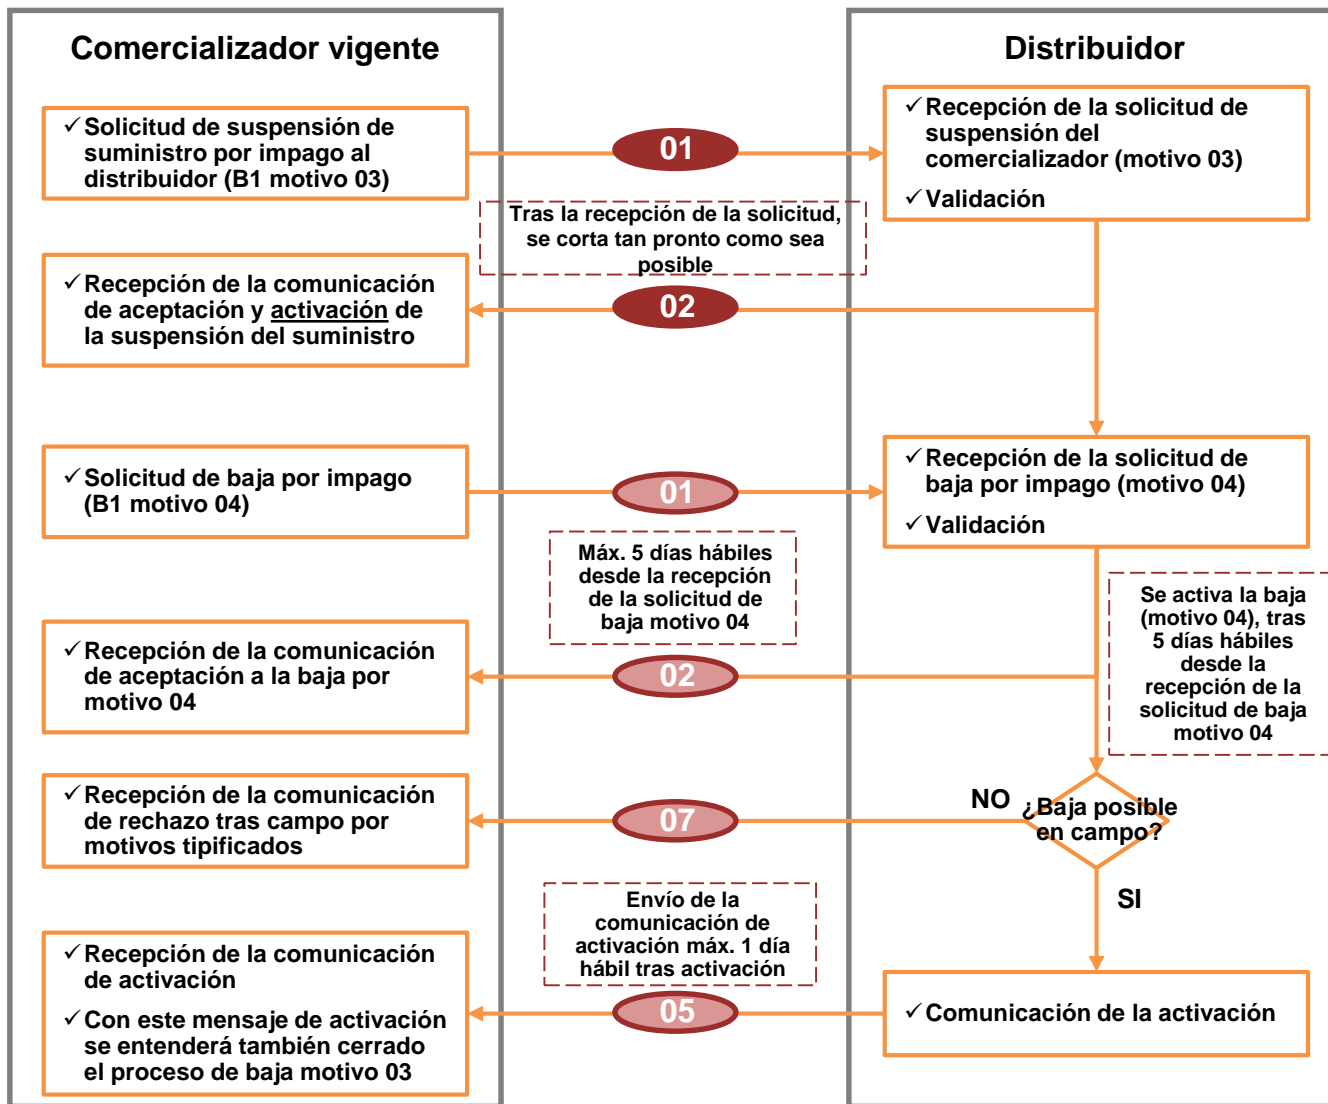 Comercializador vigente
Distribuidor
✓ Solicitud de suspensión de
suministro por impago al
distribuidor (B1 motivo 03)
01
✓ Recepción de la solicitud de
suspensión del
comercializador (motivo 03)
✓ Validación
Tras la recepción de la solicitud,
se corta tan pronto como sea
posible
✓ Recepción de la comunicación
de aceptación y activación de
la suspensión del suministro
02
✓ Solicitud de baja por impago
(B1 motivo 04)
01
✓ Recepción de la solicitud de
baja por impago (motivo 04)
✓ Validación
Máx. 5 días hábiles
desde la recepción
de la solicitud de
baja motivo 04
Se activa la baja
(motivo 04), tras
5 días hábiles
desde la
recepción de la
solicitud de baja
motivo 04
✓ Recepción de la comunicación
de aceptación a la baja por
motivo 04
02
✓ Recepción de la comunicación
de rechazo tras campo por
motivos tipificados
07
NO
¿Baja posible
en campo?
SI
Envío de la
comunicación de
activación máx. 1 día
hábil tras activación
✓ Recepción de la comunicación
de activación
✓ Con este mensaje de activación
se entenderá también cerrado
el proceso de baja motivo 03
05
✓ Comunicación de la activación